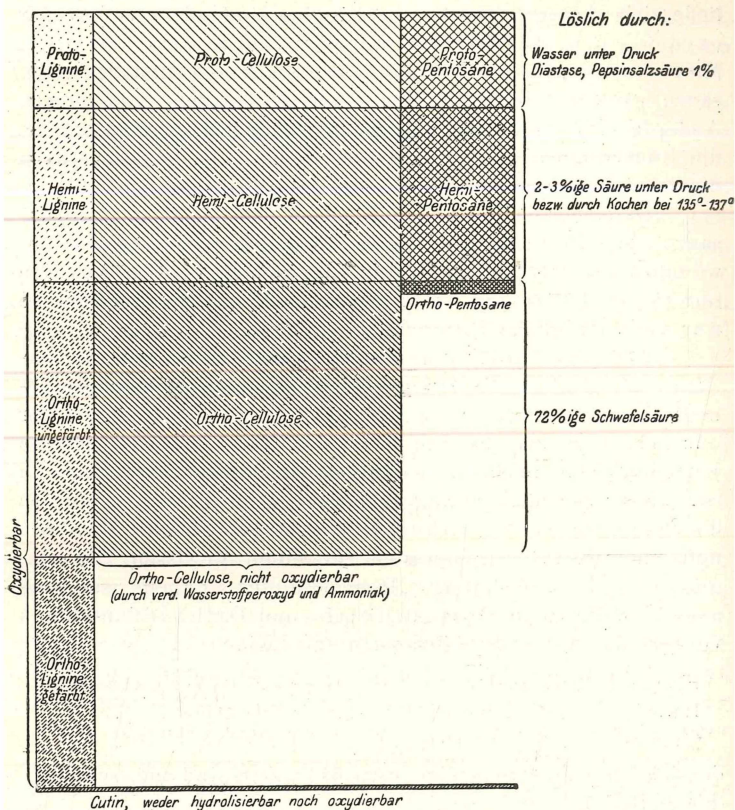 Löslich durch:
Proto-
Lignine
Proto-Cellulose
Proto-
Pentosane
Wasser unter Druck
Diastase, Pepsinsalzsäure 1%
Hemi-
Lignine
Hemi-Cellulose
Hemi-
Pentosane
2-3%ige Säure unter Druck
bezw. durch Kochen bei 135°-137°
Ortho-Pentosane
Ortho-
Lignine
ungefärbt
Ortho-Cellulose
72%ige Schwefelsäure
Oxydierbar
Ortho-Cellulose, nicht oxydierbar
(durch verd. Wasserstoffperoxyd und Ammoniak)
Ortho-
Lignine
gefärbt
Cutin, weder hydrolisierbar noch oxydierbar